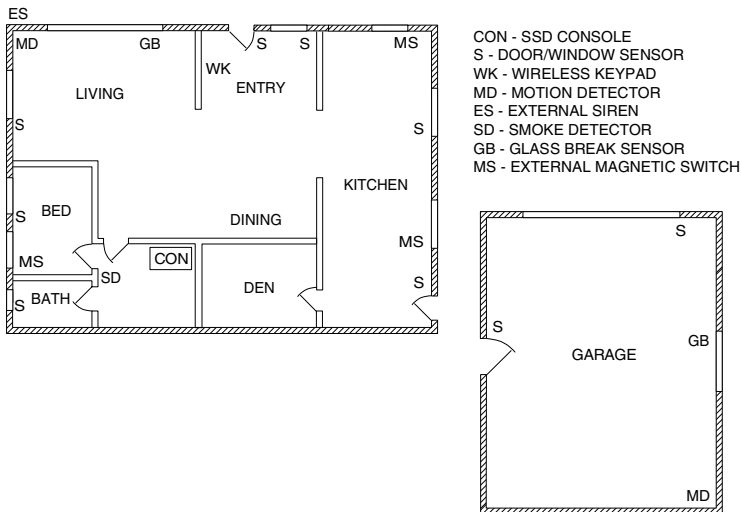 ES
MD GB S S MS
WK
LIVING ENTRY
S S
KITCHEN
BED
S DINING
MS CON MS
SD DEN S
BATH
S
CON - SSD CONSOLE
S - DOOR/WINDOW SENSOR
WK - WIRELESS KEYPAD
MD - MOTION DETECTOR
ES - EXTERNAL SIREN
SD - SMOKE DETECTOR
GB - GLASS BREAK SENSOR
MS - EXTERNAL MAGNETIC SWITCH
S
S
GB
GARAGE
MD